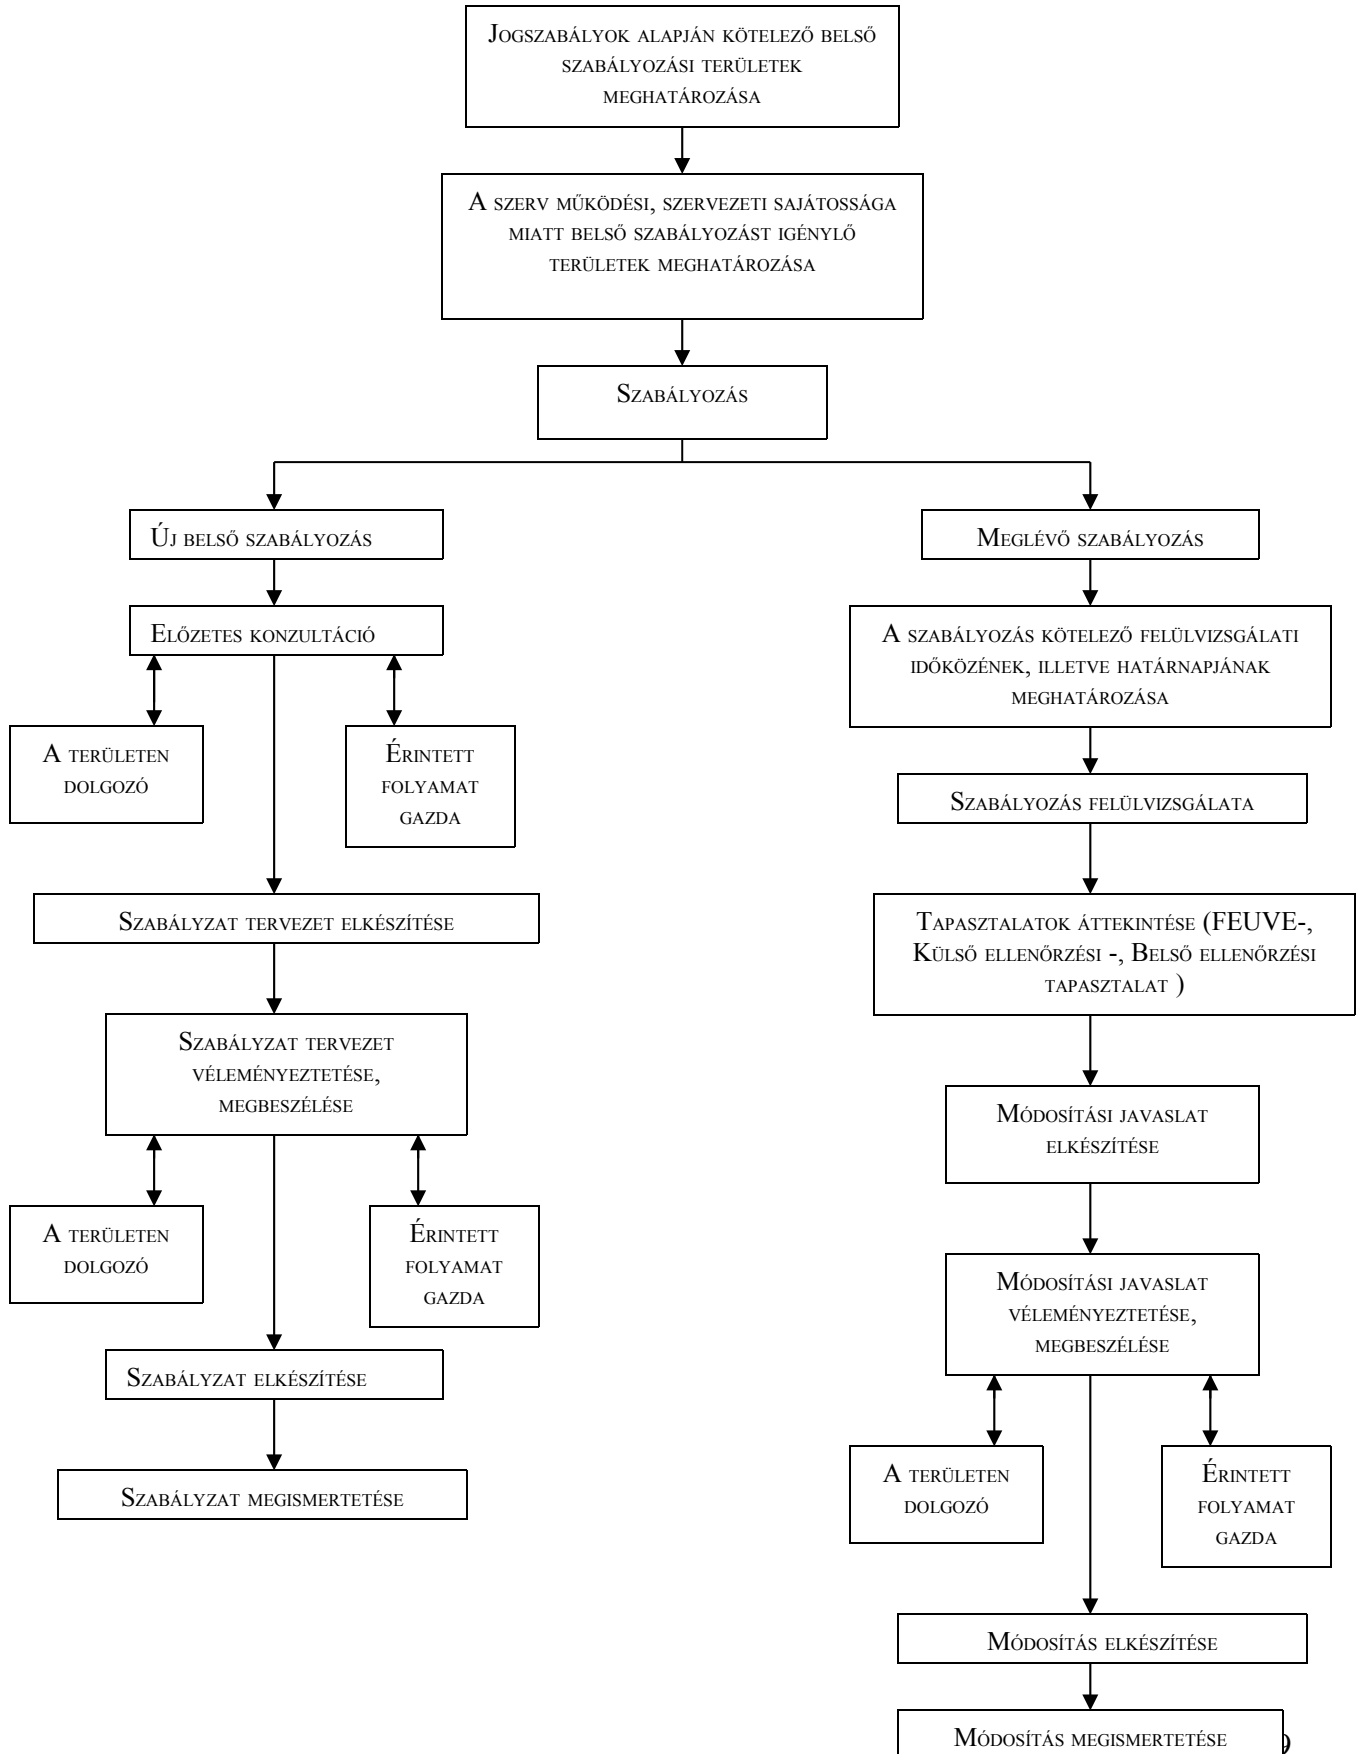 Jogszabályok alapján kötelező belső
szabályozási területek
meghatározása
A szerv működési, szervezeti sajátossága
miatt belső szabályozást igénylő
területek meghatározása
Szabályozás
Új belső szabályozás
Meglévő szabályozás
Előzetes konzultáció
A szabályozás kötelező felülvizsgálati
időközének, illetve határnapjának
meghatározása
A területen
dolgozó
Érintett
folyamat
gazda
Szabályozás felülvizsgálata
Szabályzat tervezet elkészítése
Tapasztalatok áttekintése (FEUVE-,
Külső ellenőrzési -, Belső ellenőrzési
tapasztalat )
Szabályzat tervezet
véleményeztetése,
megbeszélése
Módosítási javaslat
elkészítése
A területen
dolgozó
Érintett
folyamat
gazda
Módosítási javaslat
véleményeztetése,
megbeszélése
Szabályzat elkészítése
Szabályzat megismertetése
A területen
dolgozó
Érintett
folyamat
gazda
Módosítás elkészítése
Módosítás megismertetése